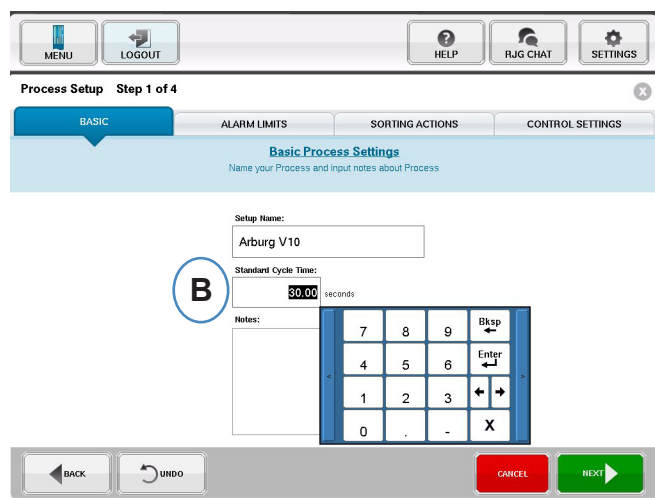 MENU LOGOUT HELP RJG CHAT SETTINGS
Process Setup Step 1 of 4
X
BASIC ALARM LIMITS SORTING ACTIONS CONTROL SETTINGS
Basic Process Settings
Name your Process and input notes about Process
Setup Name:
Arburg V10
Standard Cycle Time:
B 30.00 seconds
Notes:
7 8 9 Bksp
4 5 6 Enter
< >
1 2 3
0 . - X
BACK UNDO CANCEL NEXT